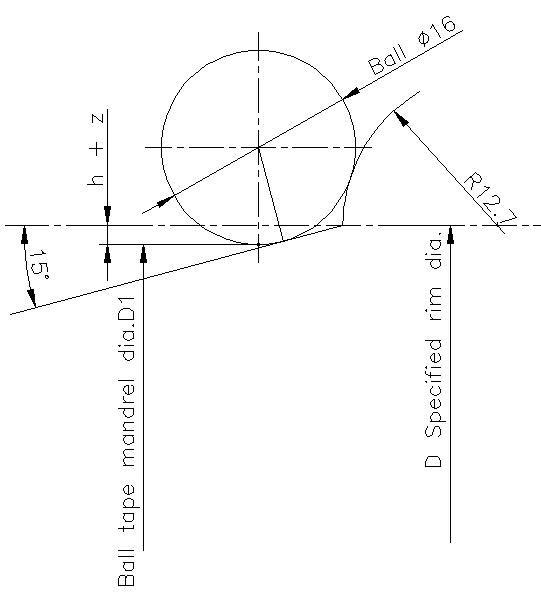 Ball ø16
h + z
R12.7
15°
Ball tape mandrel dia.D1
D Specified rim dia.